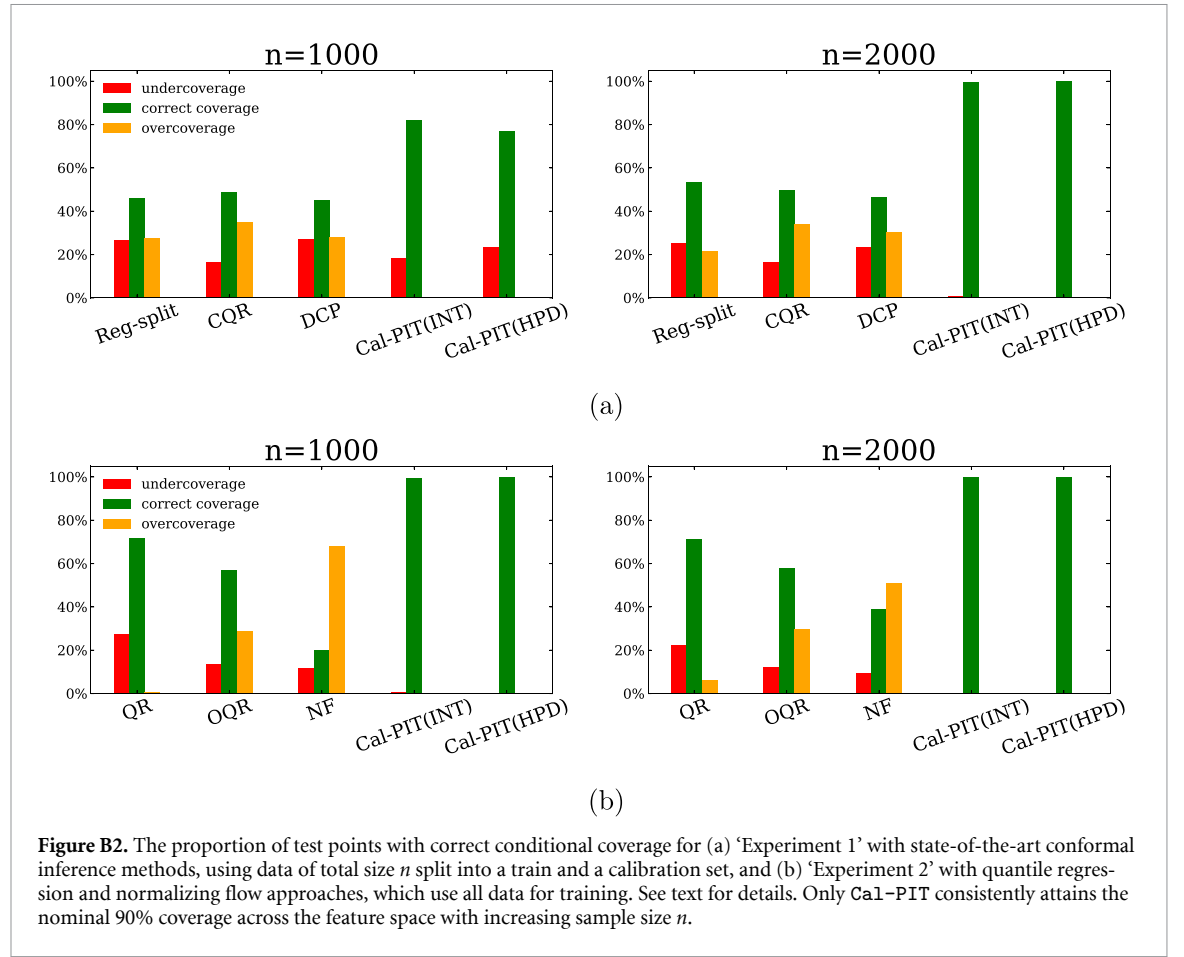 n=1000
n=2000
100%
80%
60%
40%
20%
0%
undercoverage
correct coverage
overcoverage
Reg-split
CQR
DCP
Cal-PIT(INT)
Cal-PIT(HPD)
100%
80%
60%
40%
20%
0%
Reg-split
CQR
DCP
Cal-PIT(INT)
Cal-PIT(HPD)
(a)
n=1000
n=2000
100%
80%
60%
40%
20%
0%
undercoverage
correct coverage
overcoverage
QR
OQR
NF
Cal-PIT(INT)
Cal-PIT(HPD)
100%
80%
60%
40%
20%
0%
QR
OQR
NF
Cal-PIT(INT)
Cal-PIT(HPD)
(b)
Figure B2. The proportion of test points with correct conditional coverage for (a) ‘Experiment 1’ with state-of-the-art conformal
inference methods, using data of total size n split into a train and a calibration set, and (b) ‘Experiment 2’ with quantile regres-
sion and normalizing flow approaches, which use all data for training. See text for details. Only Cal-PIT consistently attains the
nominal 90% coverage across the feature space with increasing sample size n.